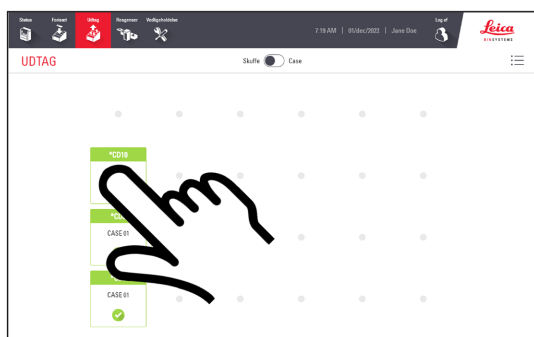 Status Forisæt Udtag Reagenser Vedligeholdelse
7:19 AM | 01/dec/2022 | Jane Doe
Log af
Leica
BIOSYSTEMS
UDTAG
Skuffe Case
*CD10
CASE 01
CASE 01